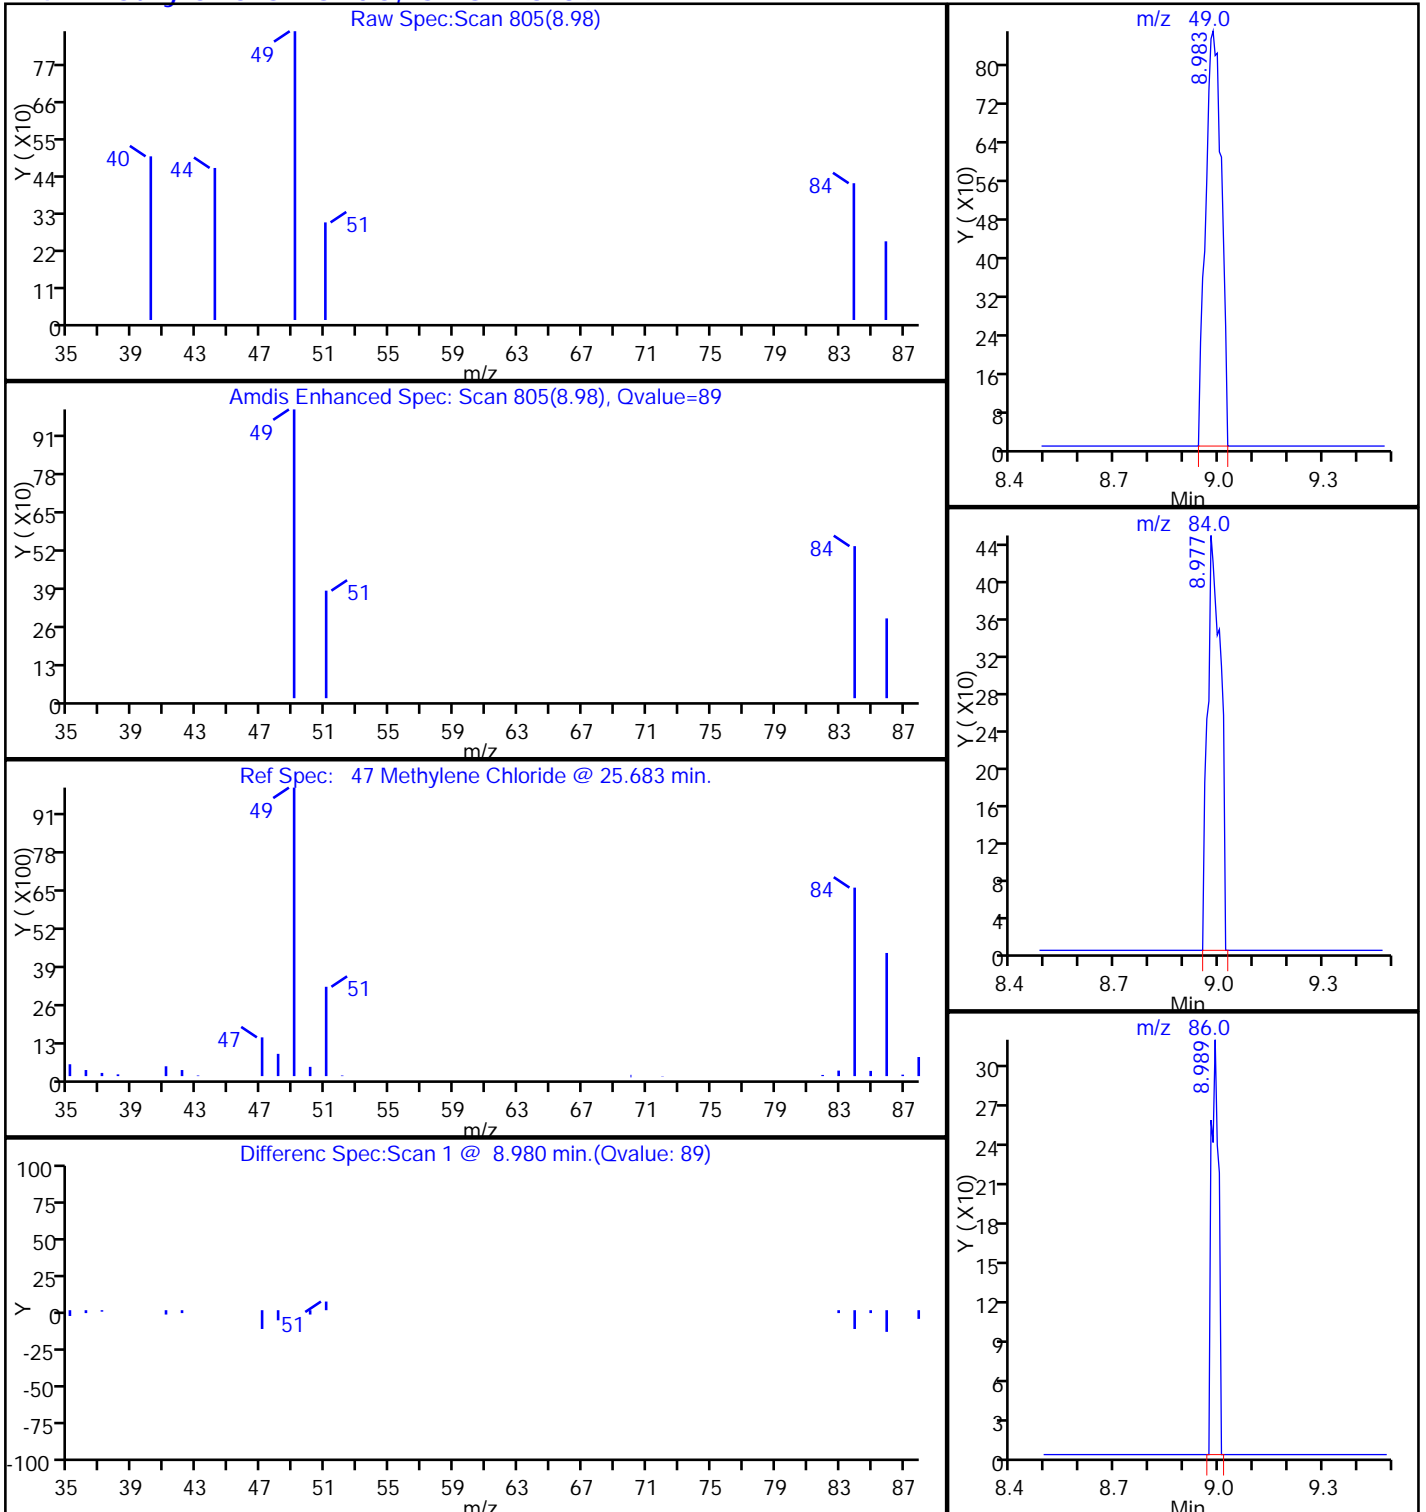 Raw Spec:Scan 805(8.98)
Y ( X10)
77
66
55
44
33
22
11
0
40
44
49
51
84
35 39 43 47 51 55 59 63 67 71 75 79 83 87
m/z
Amdis Enhanced Spec: Scan 805(8.98), Qvalue=89
Y ( X10)
91
78
65
52
39
26
13
0
49
51
84
35 39 43 47 51 55 59 63 67 71 75 79 83 87
m/z
Ref Spec: 47 Methylene Chloride @ 25.683 min.
Y ( X100)
91
78
65
52
39
26
13
0
47
49
51
84
35 39 43 47 51 55 59 63 67 71 75 79 83 87
m/z
Differenc Spec:Scan 1 @ 8.980 min.(Qvalue: 89)
Y
100
75
50
25
0
-25
-50
-75
-100
51
35 39 43 47 51 55 59 63 67 71 75 79 83 87
m/z
m/z 49.0
Y ( X10)
80
72
64
56
48
40
32
24
16
8
0
8.983
8.4 8.7 9.0 9.3
Min
m/z 84.0
Y ( X10)
44
40
36
32
28
24
20
16
12
8
4
0
8.977
8.4 8.7 9.0 9.3
Min
m/z 86.0
Y ( X10)
30
27
24
21
18
15
12
9
6
3
0
8.989
8.4 8.7 9.0 9.3
Min